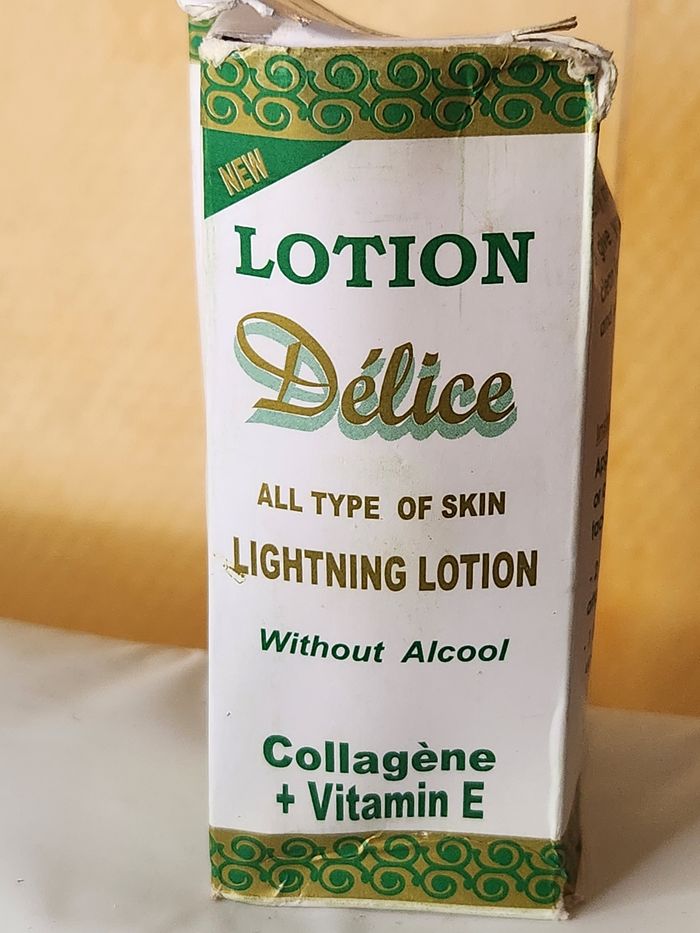 NEW
LOTION
Délice
ALL TYPE OF SKIN
LIGHTNING LOTION
Without Alcool
Collagène
+ Vitamin E